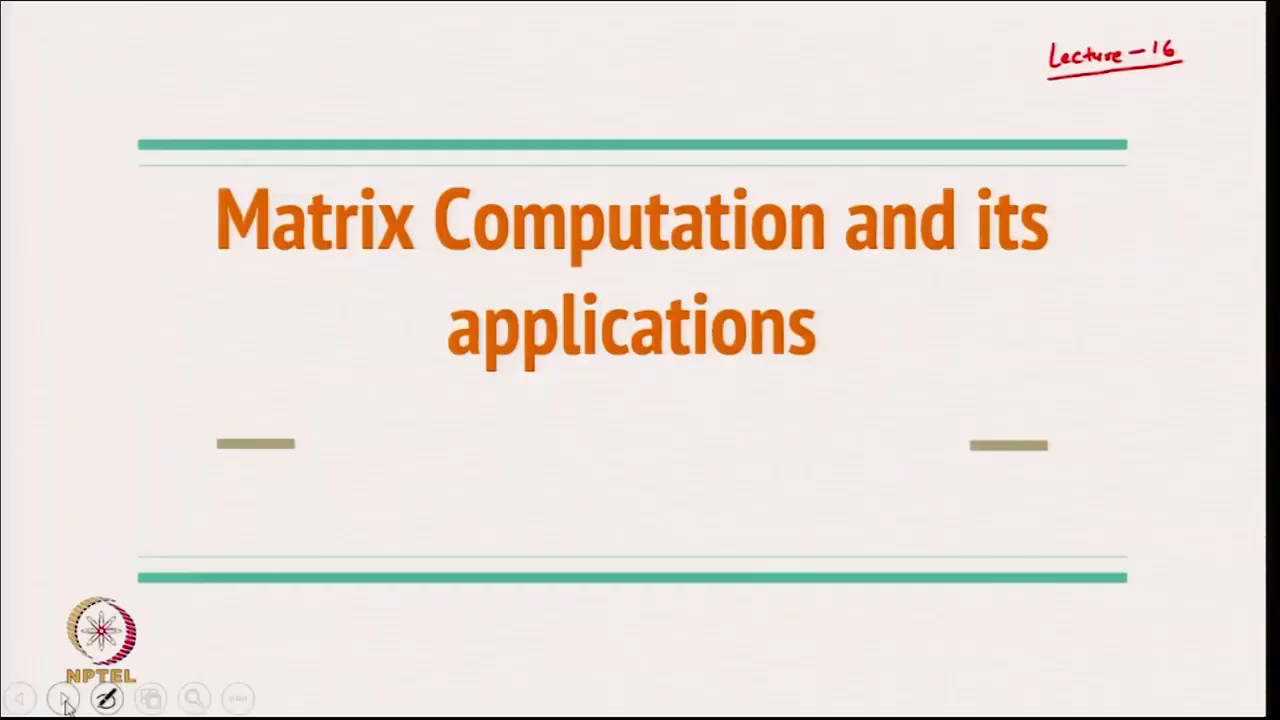 Lecture-16
Matrix Computation and its
applications
NPTEL